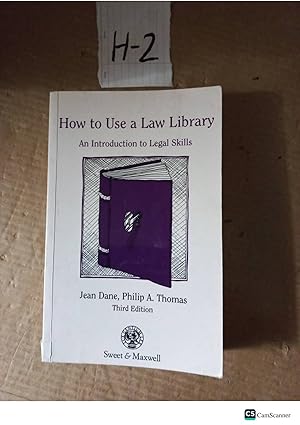 H-2
How to Use a Law Library
An Introduction to Legal Skills
Jean Dane, Philip A. Thomas
Third Edition
Sweet & Maxwell
CS CamScanner